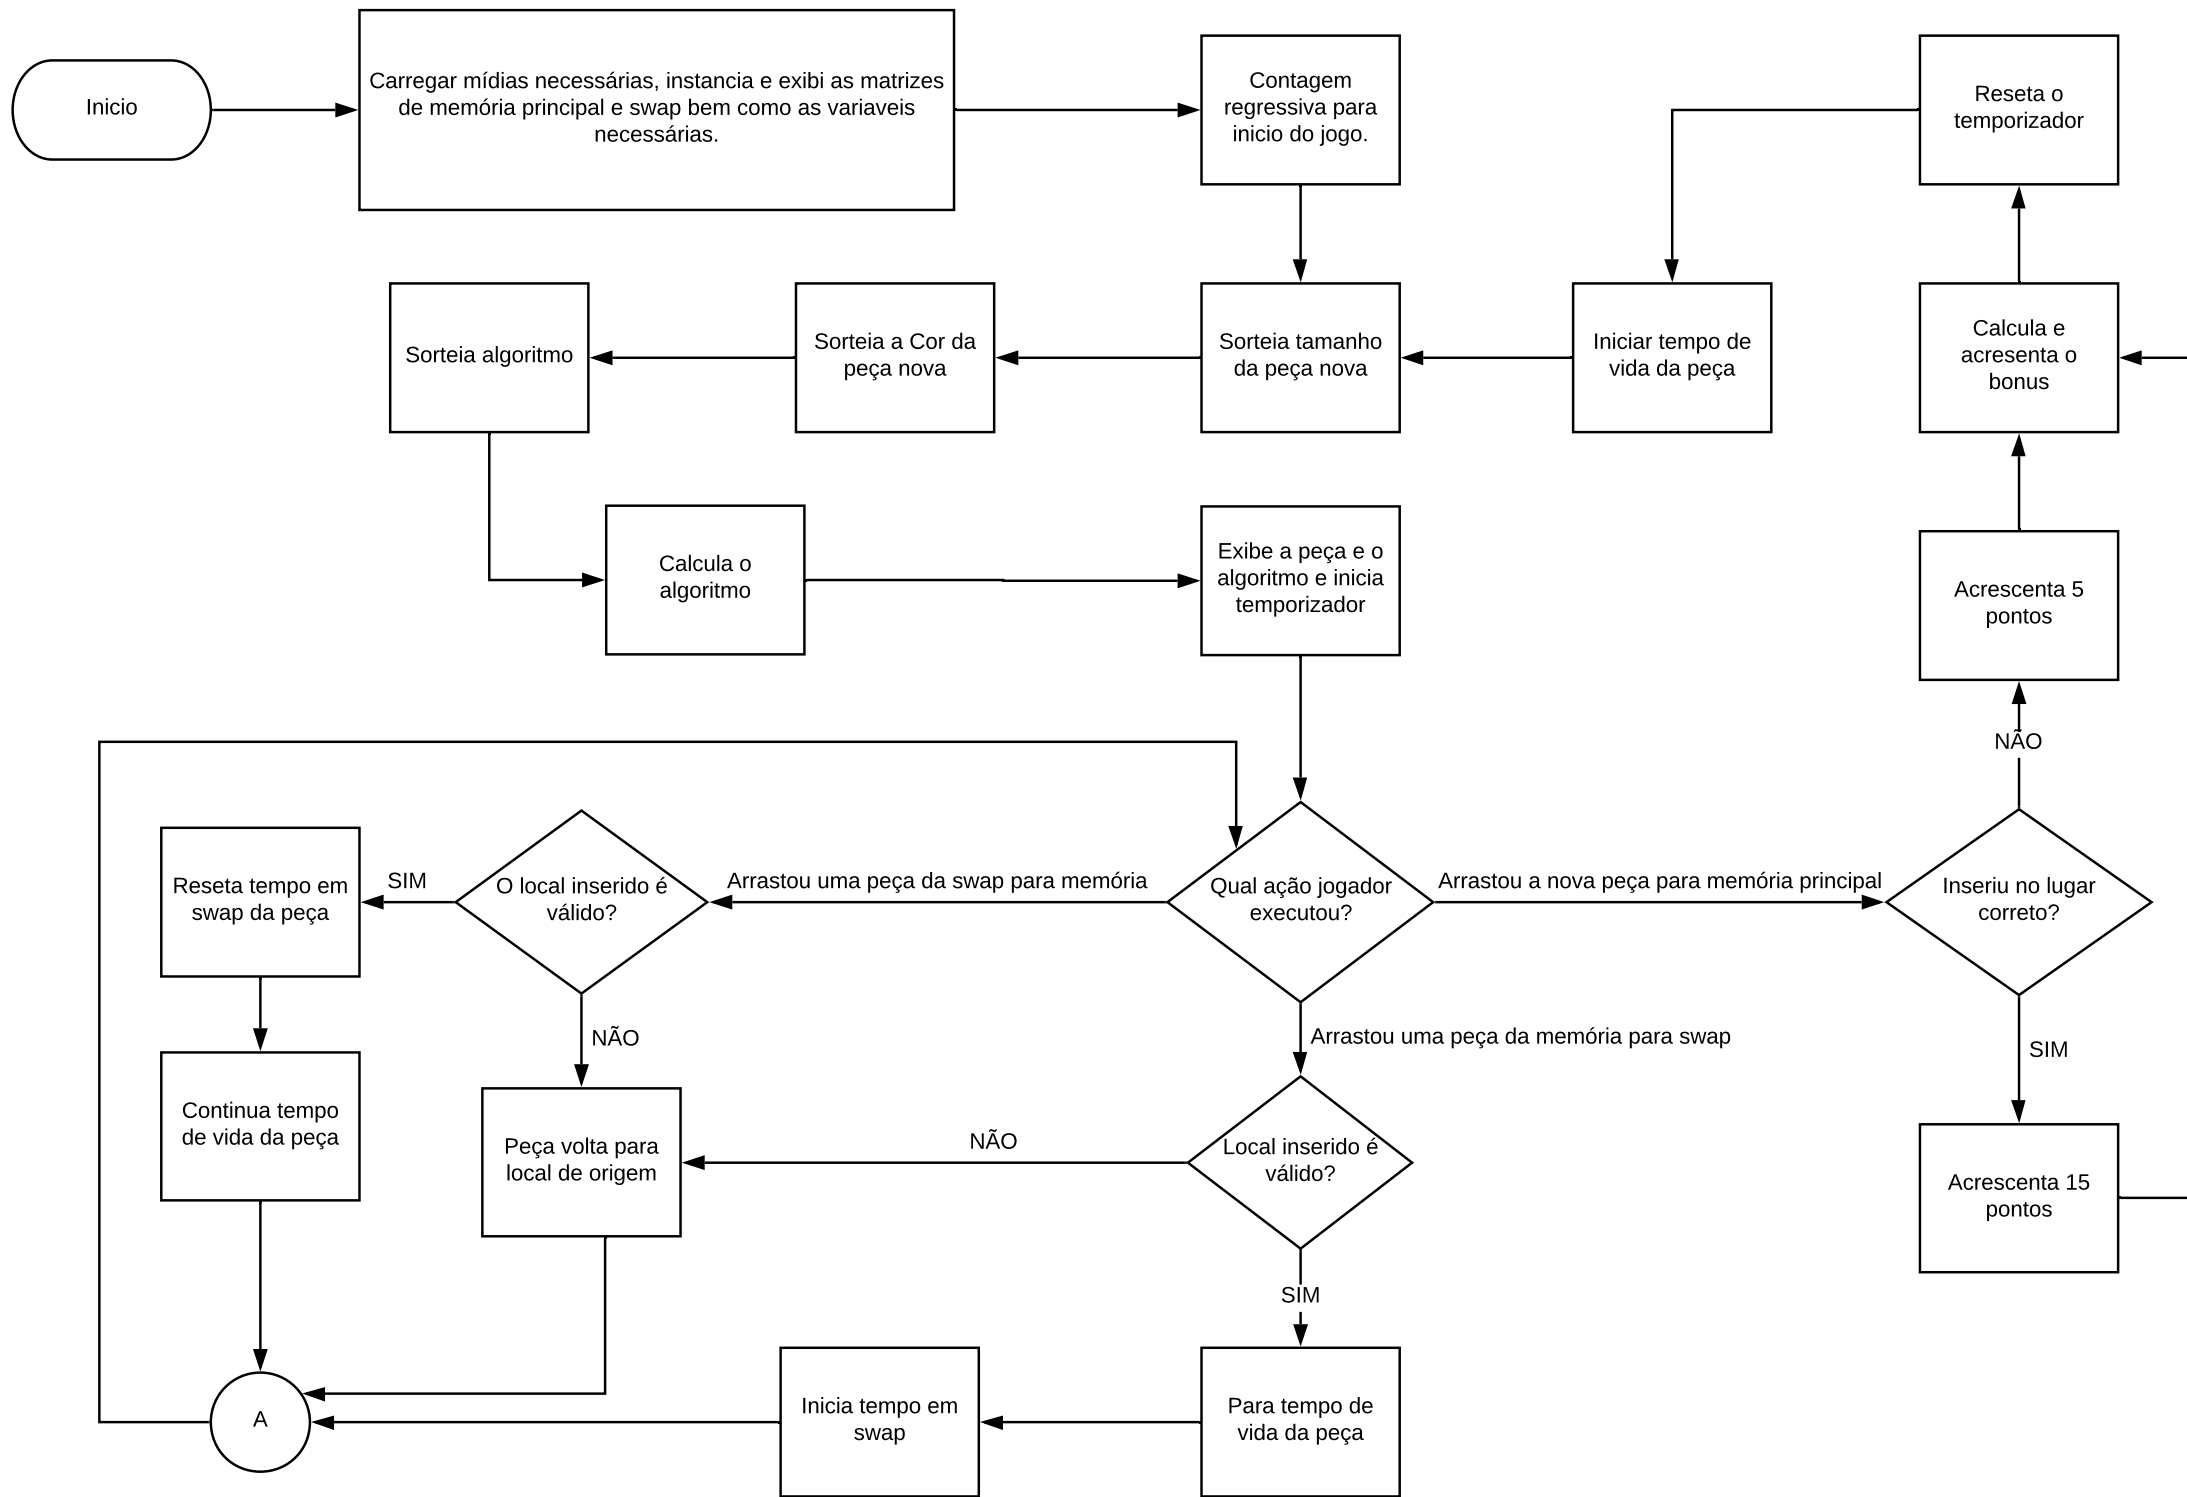 Inicio
Carregar mídias necessárias, instancia e exibi as matrizes
de memória principal e swap bem como as variaveis
necessárias.
Contagem
regressiva para
inicio do jogo.
Reseta o
temporizador
Sorteia algoritmo
Sorteia a Cor da
peça nova
Sorteia tamanho
da peça nova
Iniciar tempo de
vida da peça
Calcula e
acresenta o
bonus
Calcula o
algoritmo
Exibe a peça e o
algoritmo e inicia
temporizador
Acrescenta 5
pontos
NÃO
Reseta tempo em
swap da peça
SIM
O local inserido é
válido?
Arrastou uma peça da swap para memória
Qual ação jogador
executou?
Arrastou a nova peça para memória principal
Inseriu no lugar
correto?
NÃO
Arrastou uma peça da memória para swap
SIM
Continua tempo
de vida da peça
Peça volta para
local de origem
NÃO
Local inserido é
válido?
Acrescenta 15
pontos
SIM
A
Inicia tempo em
swap
Para tempo de
vida da peça